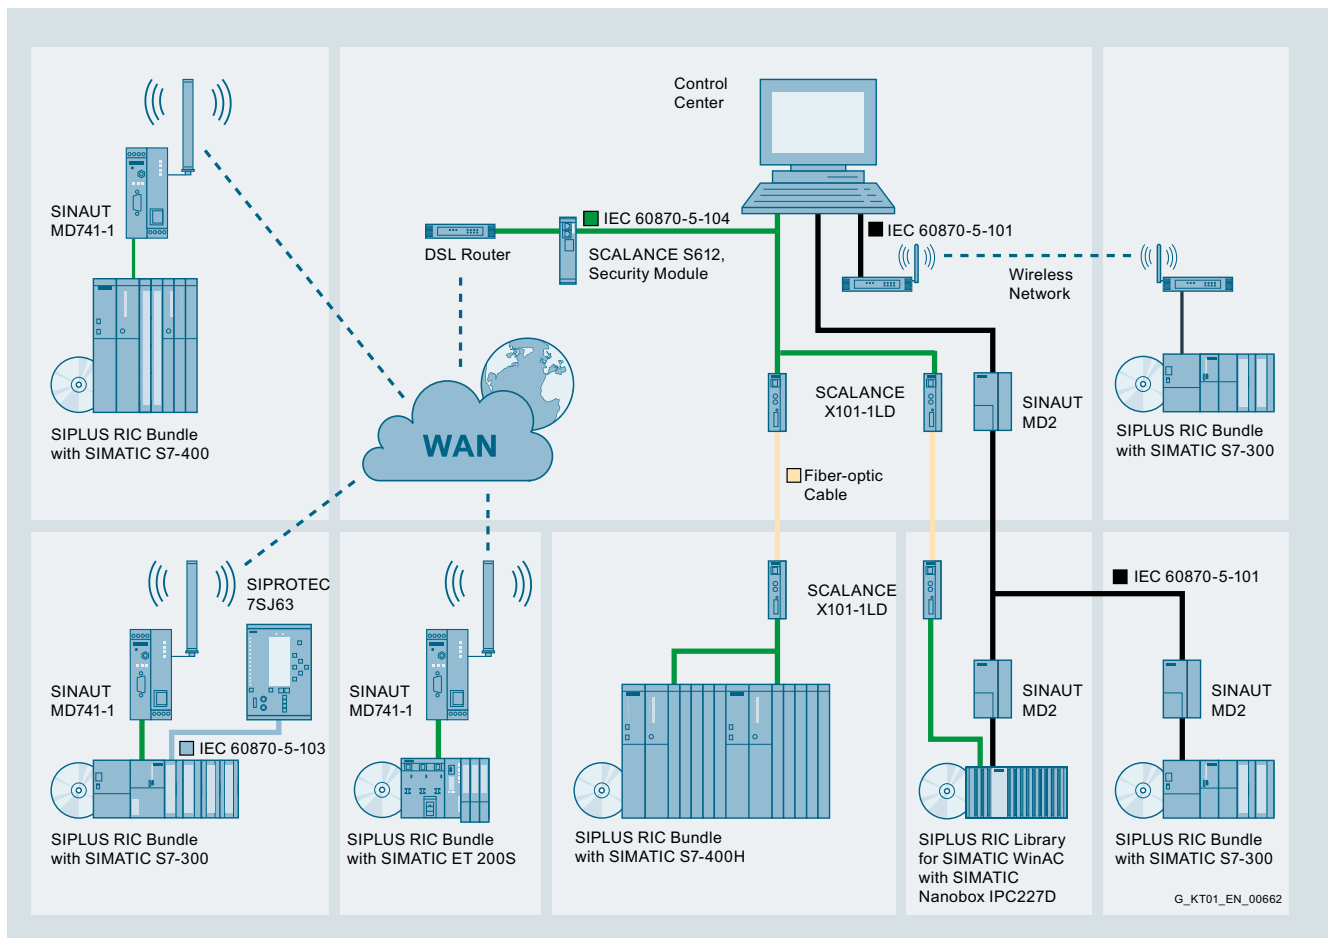 Control
Center
SINAUT
MD741-1
IEC 60870-5-104
DSL Router
SCALANCE S612,
Security Module
IEC 60870-5-101
Wireless
Network
SIPLUS RIC Bundle
with SIMATIC S7-400
WAN
SCALANCE
X101-1LD
SINAUT
MD2
SIPLUS RIC Bundle
with SIMATIC S7-300
Fiber-optic
Cable
SIPROTEC
7SJ63
SINAUT
MD741-1
IEC 60870-5-103
SIPLUS RIC Bundle
with SIMATIC S7-300
SINAUT
MD741-1
SIPLUS RIC Bundle
with SIMATIC ET 200S
SCALANCE
X101-1LD
SIPLUS RIC Bundle
with SIMATIC S7-400H
SINAUT
MD2
SIPLUS RIC Library
for SIMATIC WinAC
with SIMATIC
Nanobox IPC227D
IEC 60870-5-101
SINAUT
MD2
SIPLUS RIC Bundle
with SIMATIC S7-300
G_KT01_EN_00662